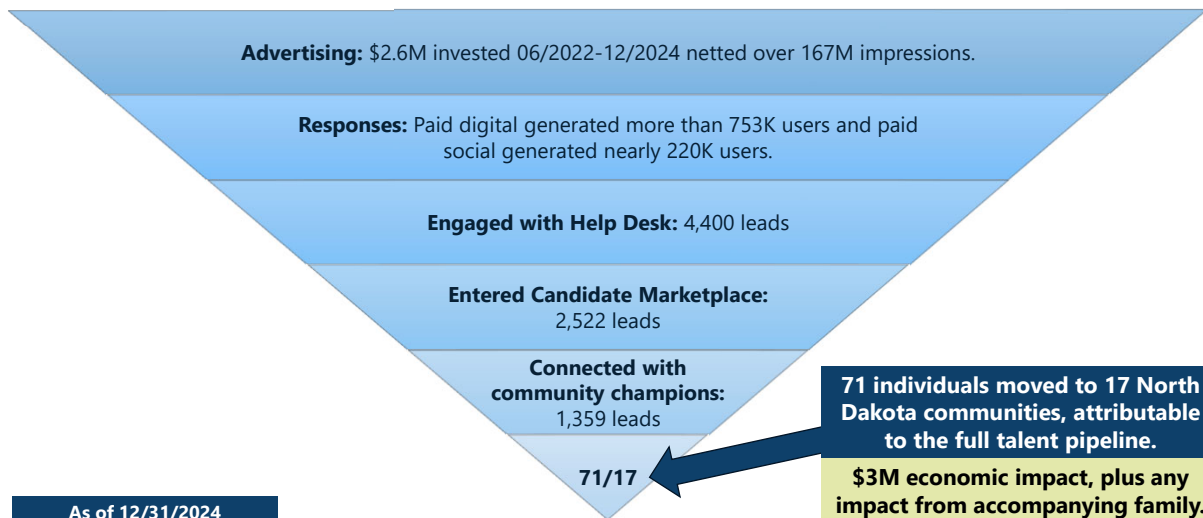 Advertising: $2.6M invested 06/2022-12/2024 netted over 167M impressions.
Responses: Paid digital generated more than 753K users and paid
social generated nearly 220K users.
Engaged with Help Desk: 4,400 leads
Entered Candidate Marketplace:
2,522 leads
Connected with
community champions:
1,359 leads
71/17
71 individuals moved to 17 North
Dakota communities, attributable
to the full talent pipeline.
$3M economic impact, plus any
impact from accompanying family.
As of 12/31/2024